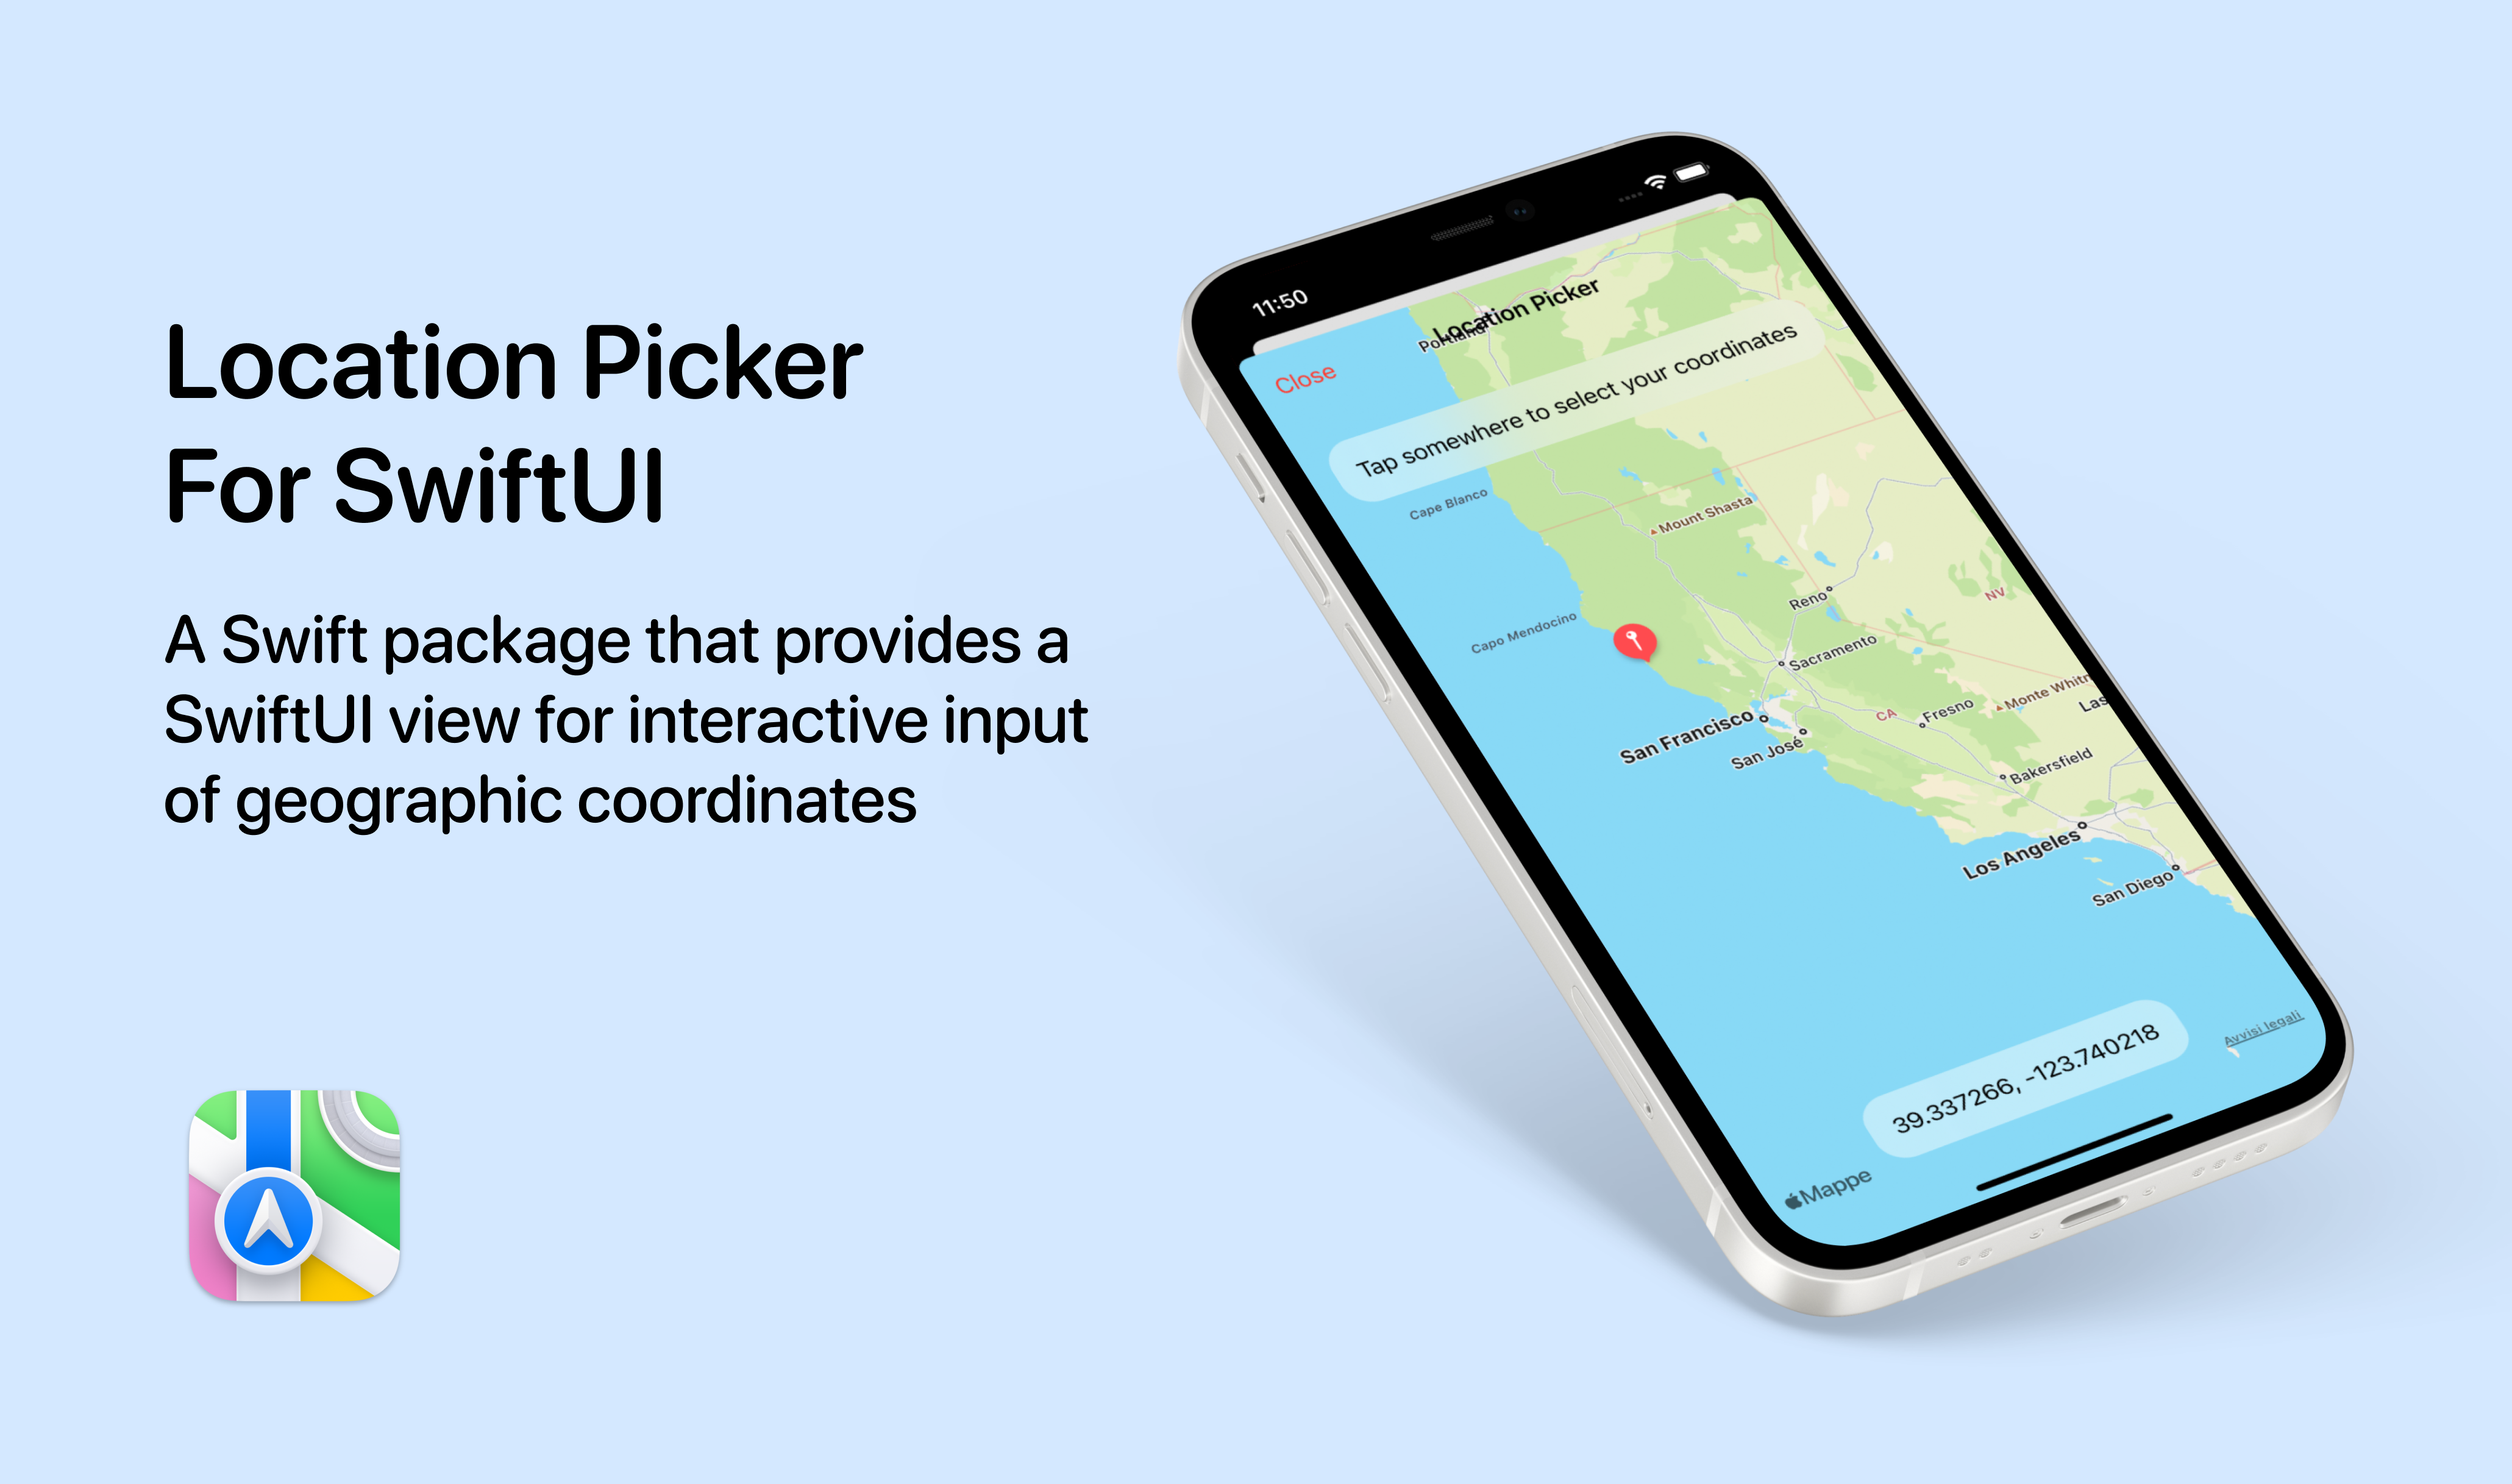 Location Picker
For SwiftUI
A Swift package that provides a
SwiftUI view for interactive input
of geographic coordinates
11:50
Location Picker
Portland
Close
Tap somewhere to select your coordinates
Cape Blanco
Mount Shasta
Reno
NV
Capo Mendocino
Sacramento
Monte Whitn
Las
CA
Fresno
San Francisco
San José
Bakersfield
Los Angeles
San Diego
39.337266, -123.740218
Avvisi legali
Mappe